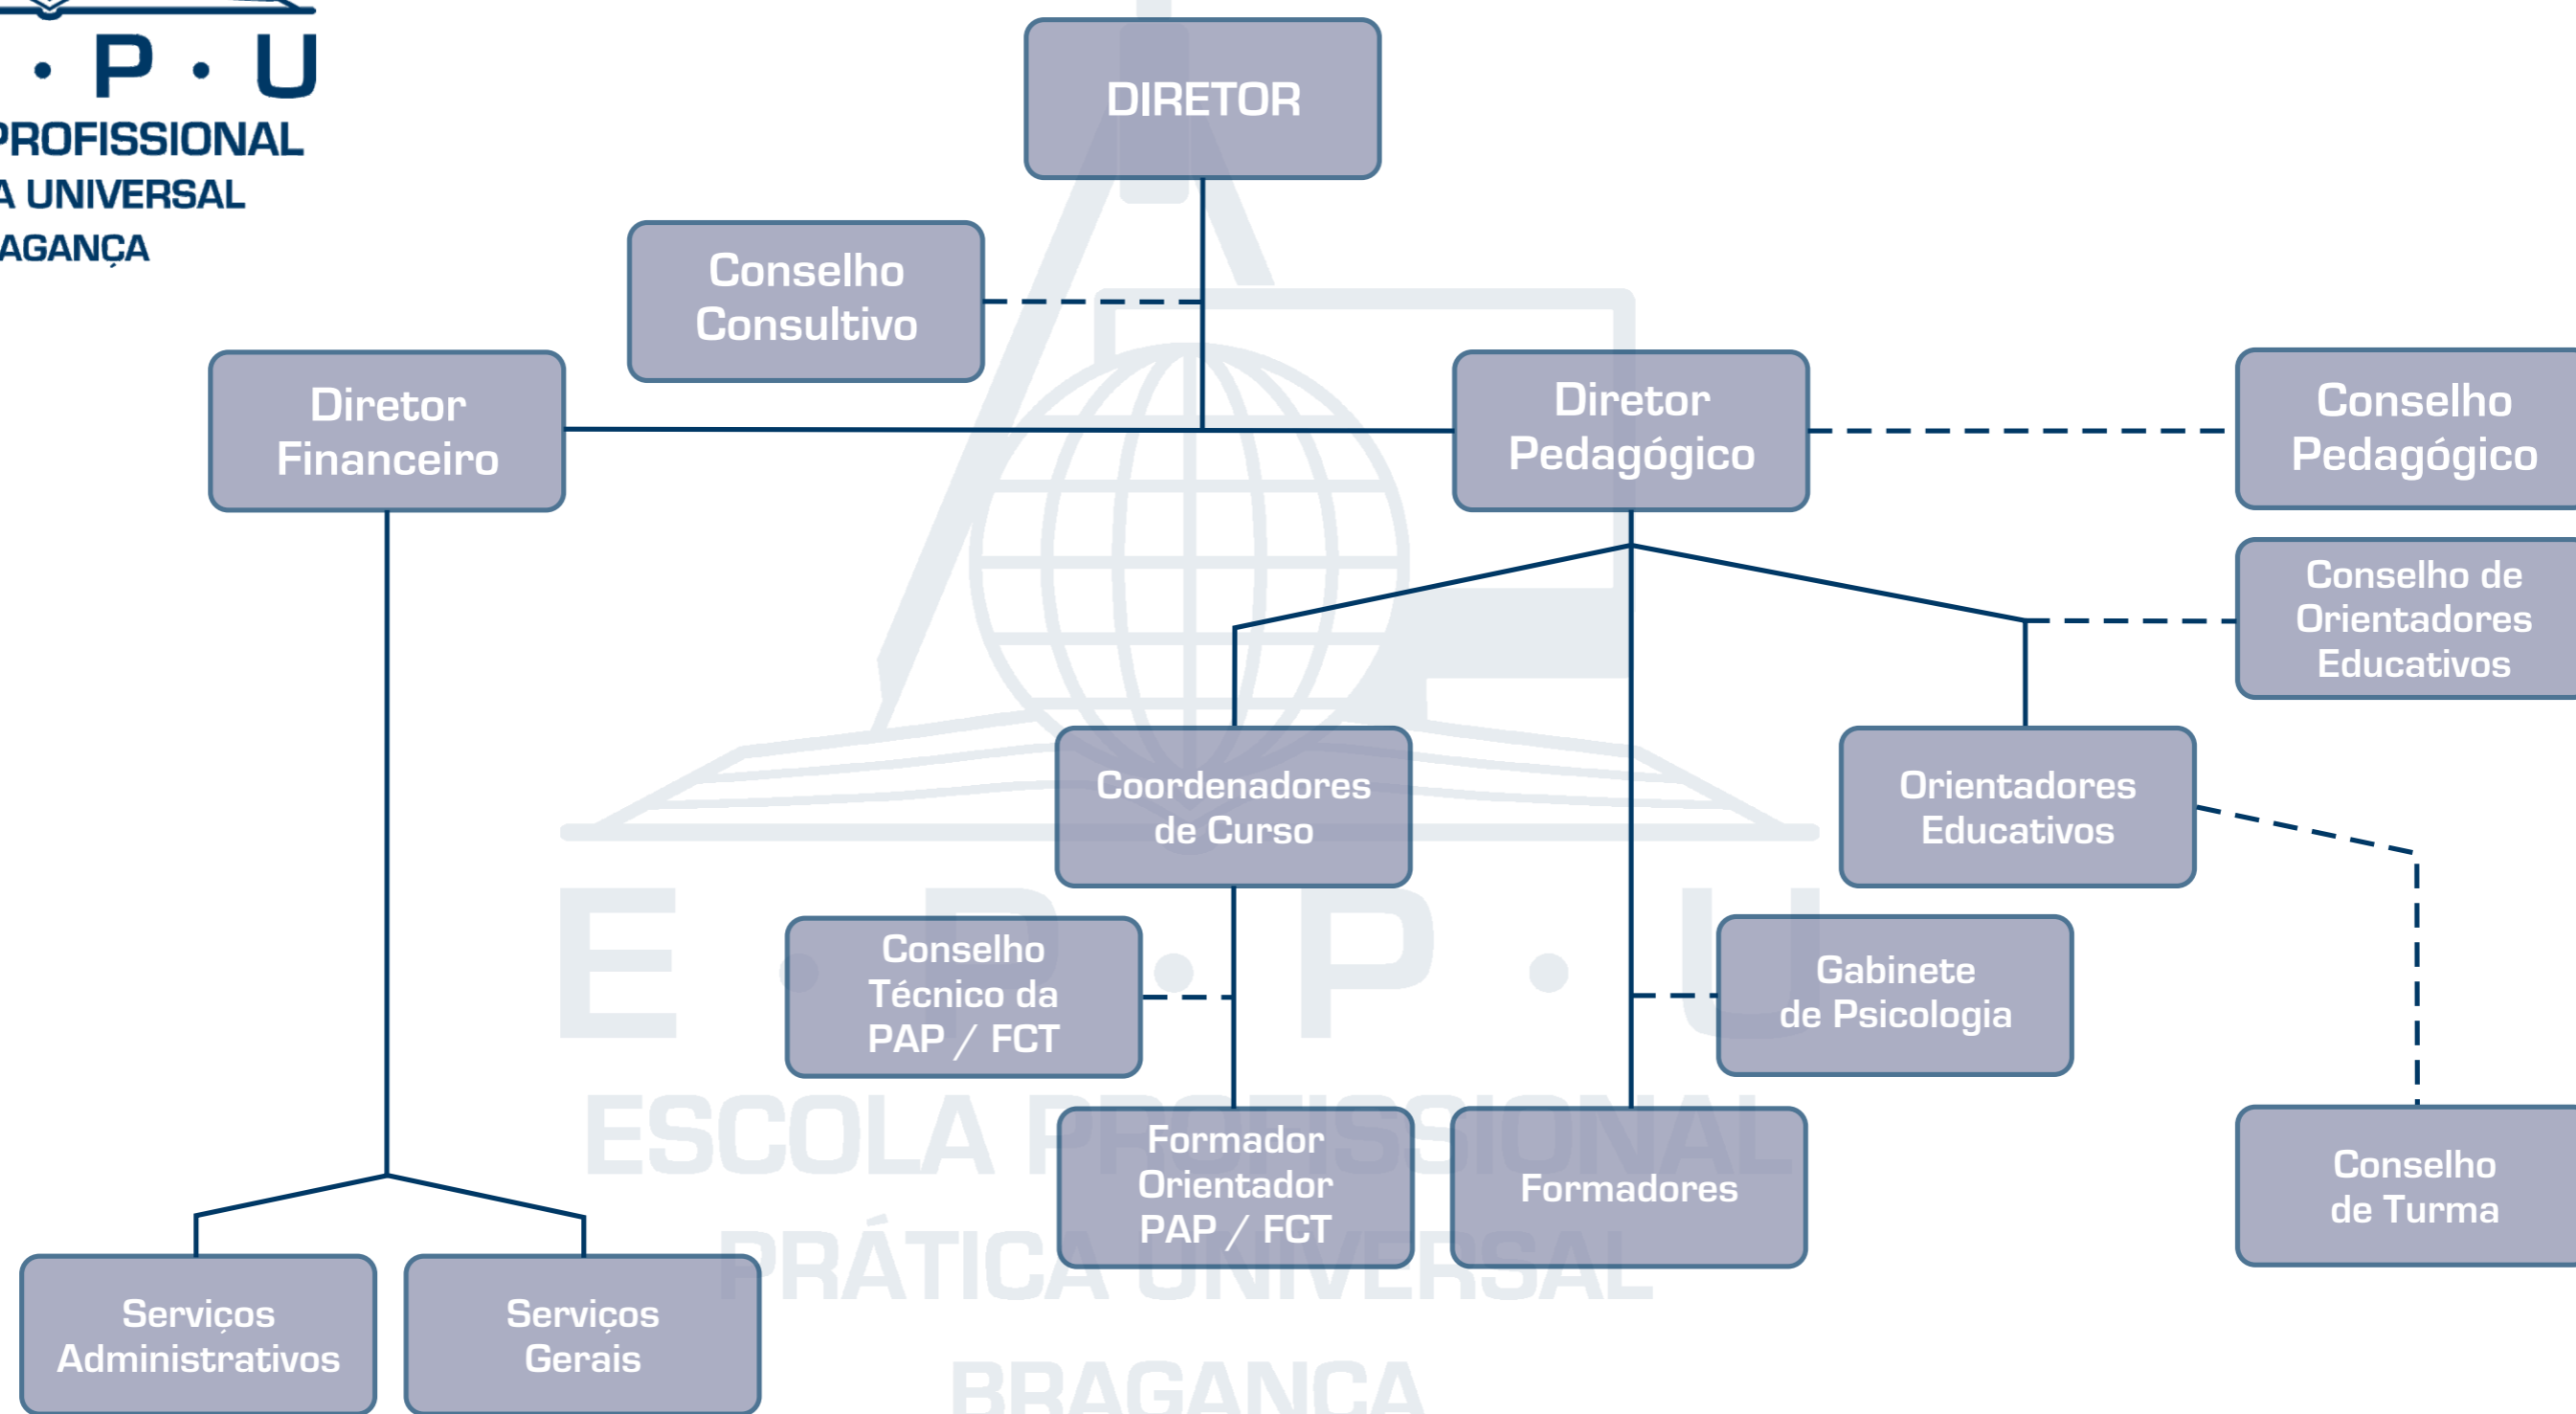 · P · U
PROFISSIONAL
A UNIVERSAL
AGANÇA
DIRETOR
Conselho
Consultivo
Diretor
Financeiro
Diretor
Pedagógico
Conselho
Pedagógico
Conselho de
Orientadores
Educativos
Coordenadores
de Curso
Orientadores
Educativos
Conselho
Técnico da
PAP / FCT
Gabinete
de Psicologia
Formador
Orientador
PAP / FCT
Formadores
Conselho
de Turma
Serviços
Administrativos
Serviços
Gerais
E · P · P · U
ESCOLA PROFISSIONAL
PRÁTICA UNIVERSAL
BRAGANÇA